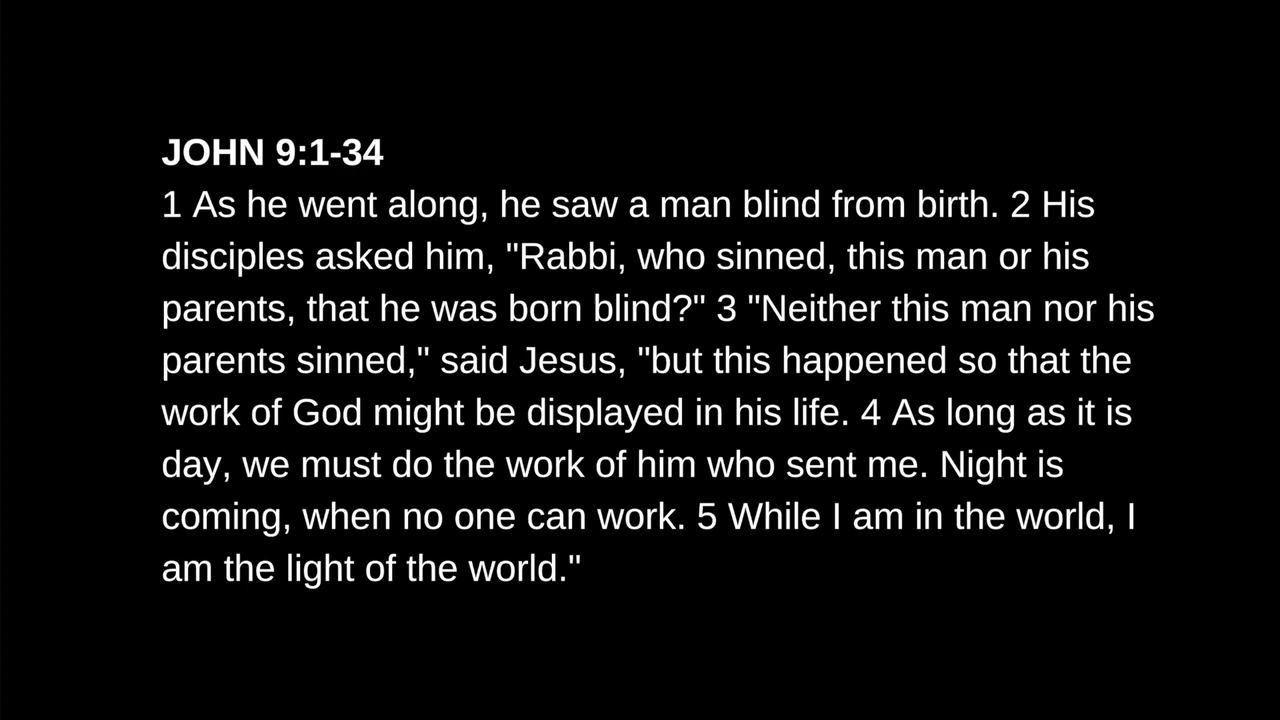 JOHN 9:1-34
1 As he went along, he saw a man blind from birth. 2 His
disciples asked him, "Rabbi, who sinned, this man or his
parents, that he was born blind?" 3 "Neither this man nor his
parents sinned," said Jesus, "but this happened so that the
work of God might be displayed in his life. 4 As long as it is
day, we must do the work of him who sent me. Night is
coming, when no one can work. 5 While I am in the world, I
am the light of the world."